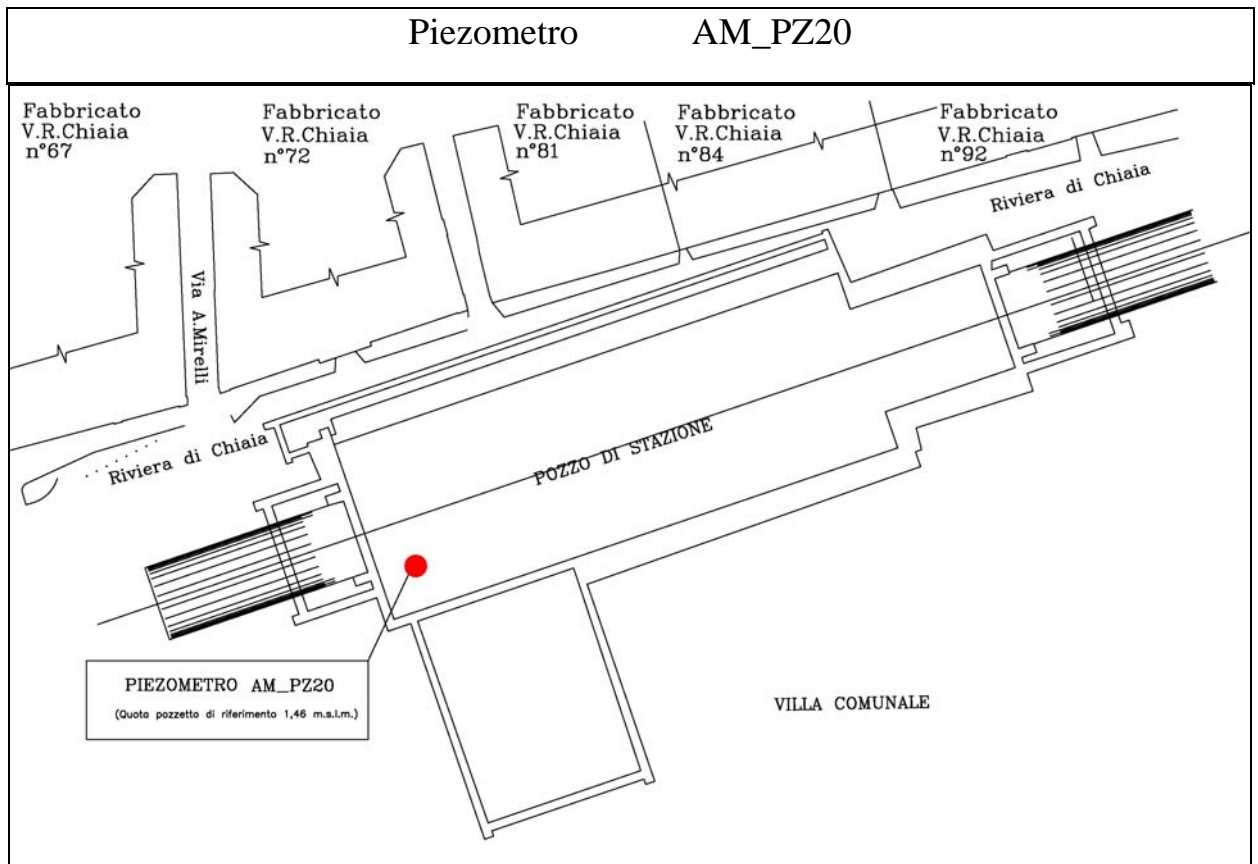 Piezometro AM_PZ20
Fabbricato
V.R.Chiaia
n°67
Fabbricato
V.R.Chiaia
n°72
Fabbricato
V.R.Chiaia
n°81
Fabbricato
V.R.Chiaia
n°84
Fabbricato
V.R.Chiaia
n°92
Riviera di Chiaia
Via A.Mirelli
Riviera di Chiaia
POZZO DI STAZIONE
PIEZOMETRO AM_PZ20
(Quota pozzetto di riferimento 1,46 m.s.l.m.)
VILLA COMUNALE